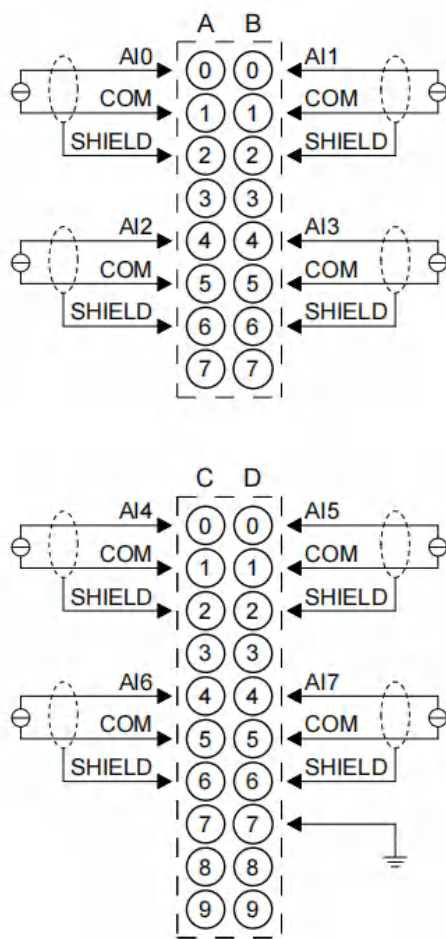 A B
AI0 0 0 AI1
COM 1 1 COM
SHIELD 2 2 SHIELD
3 3
AI2 4 4 AI3
COM 5 5 COM
SHIELD 6 6 SHIELD
7 7
C D
AI4 0 0 AI5
COM 1 1 COM
SHIELD 2 2 SHIELD
3 3
AI6 4 4 AI7
COM 5 5 COM
SHIELD 6 6 SHIELD
7 7
8 8
9 9